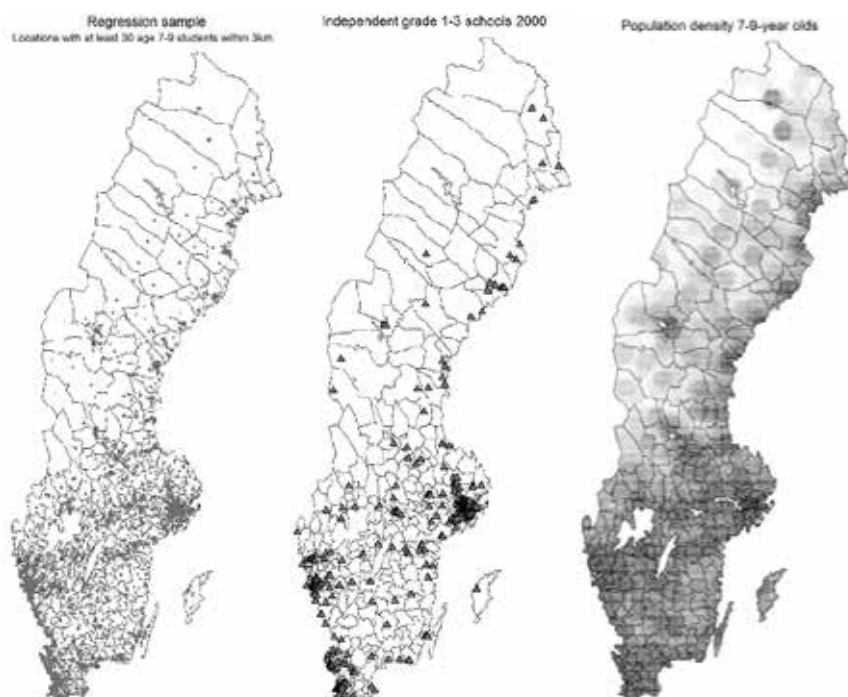 Regression sample
Locations with at least 30 age 7-9 students within 3km
Independent grade 1-3 schools 2000
Population density 7-9-year olds